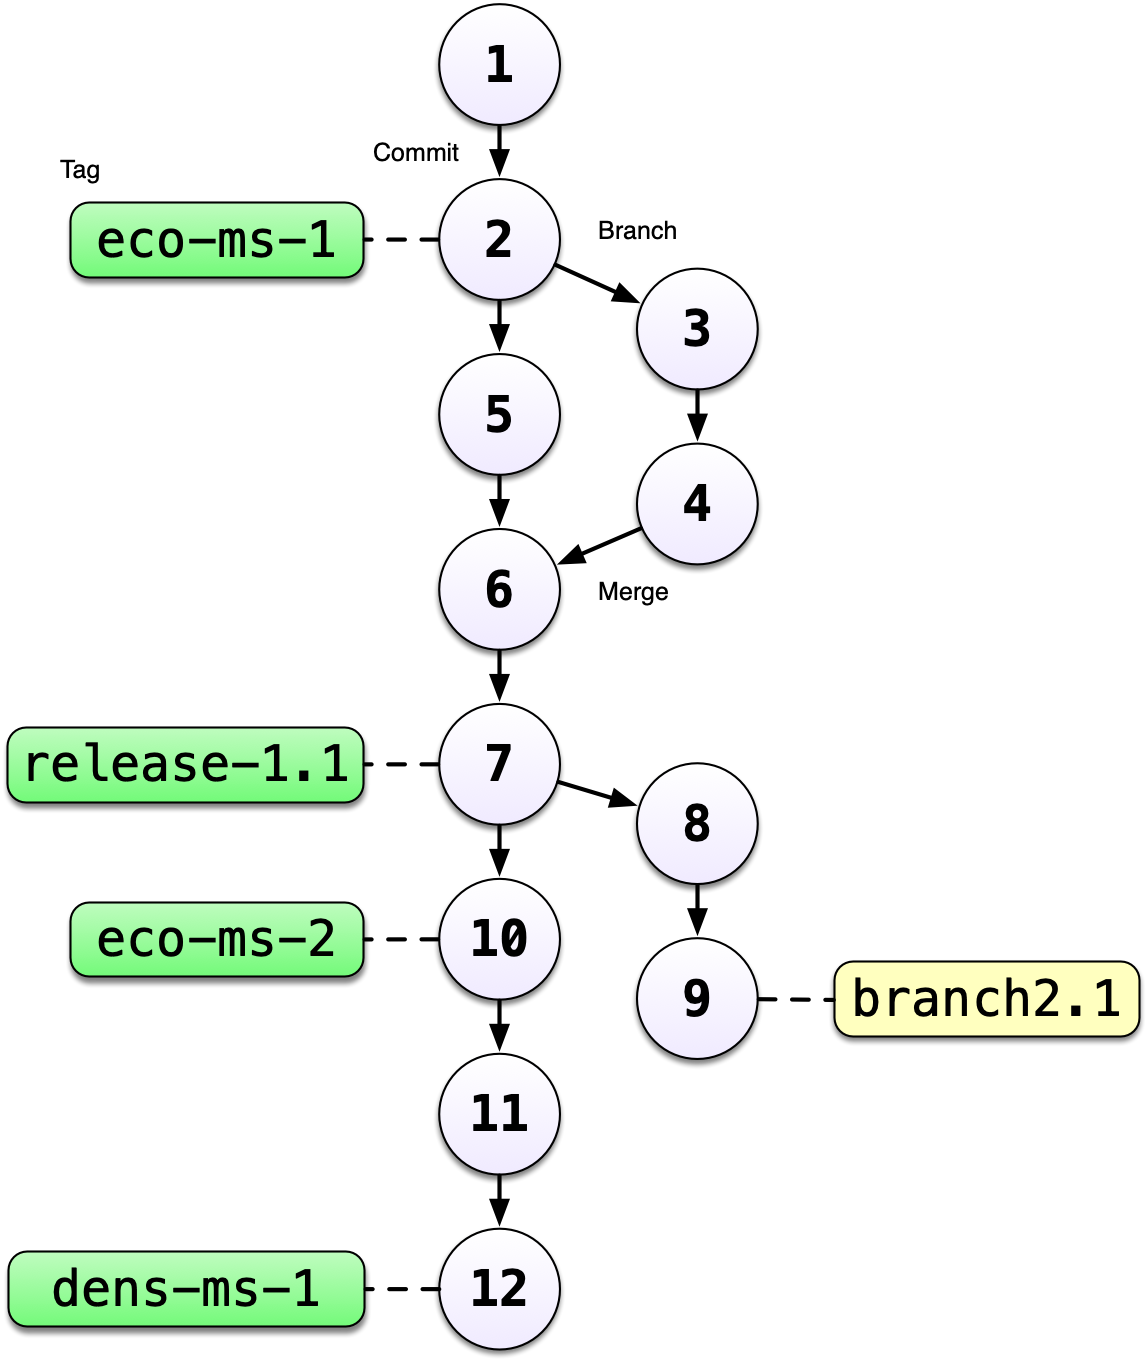 1
Commit
Tag
eco-ms-1
2
Branch
3
5
4
6
Merge
release-1.1
7
8
eco-ms-2
10
9
branch2.1
11
dens-ms-1
12